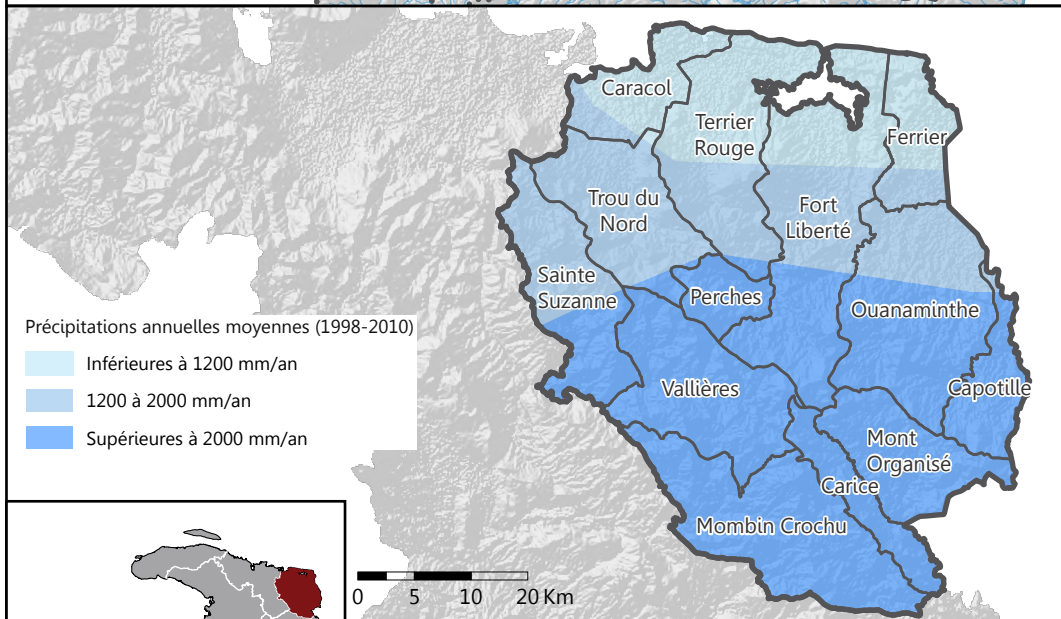 Caracol
Terrier
Rouge
Ferrier
Trou du
Nord
Fort
Liberté
Sainte
Suzanne
Perches
Ouanaminthe
Vallières
Capotille
Mont
Organisé
Carice
Mombin Crochu
Précipitations annuelles moyennes (1998-2010)
Inférieures à 1200 mm/an
1200 à 2000 mm/an
Supérieures à 2000 mm/an
0 5 10 20 Km